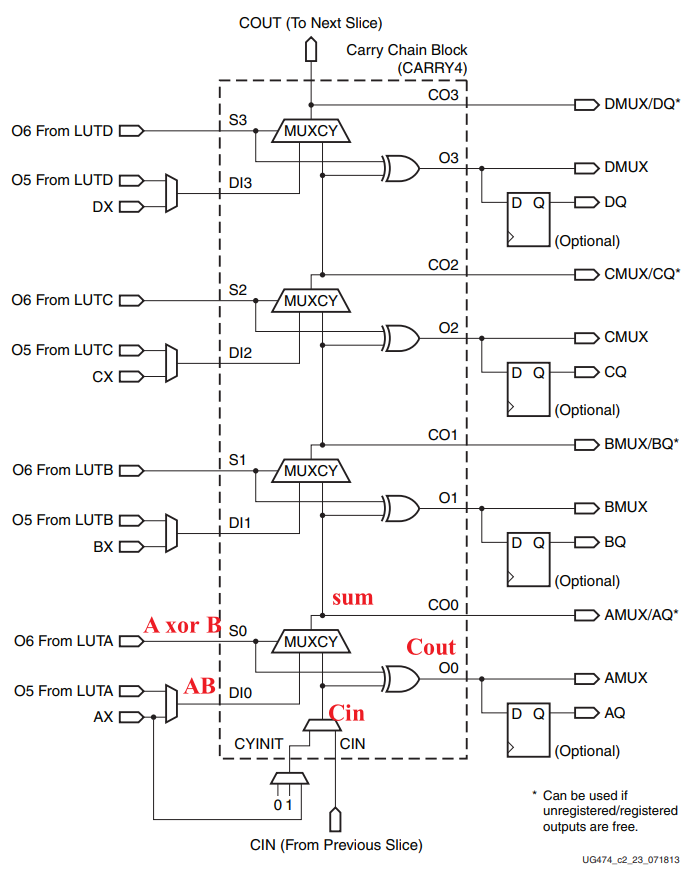 COUT (To Next Slice)
Carry Chain Block
(CARRY4)
CO3
DMUX/DQ*
O6 From LUTD
S3
MUXCY
O3
DMUX
O5 From LUTD
DI3
DX
D Q
DQ
(Optional)
CO2
CMUX/CQ*
O6 From LUTC
S2
MUXCY
O2
CMUX
O5 From LUTC
DI2
CX
D Q
CQ
(Optional)
CO1
BMUX/BQ*
O6 From LUTB
S1
MUXCY
O1
BMUX
O5 From LUTB
DI1
BX
D Q
BQ
(Optional)
sum
CO0
AMUX/AQ*
A xor B
S0
O6 From LUTA
MUXCY
Cout
O0
AMUX
O5 From LUTA
AB
DI0
AX
Cin
D Q
AQ
CYINIT
CIN
(Optional)
0 1
* Can be used if
unregistered/registered
outputs are free.
CIN (From Previous Slice)
UG474_c2_23_071813